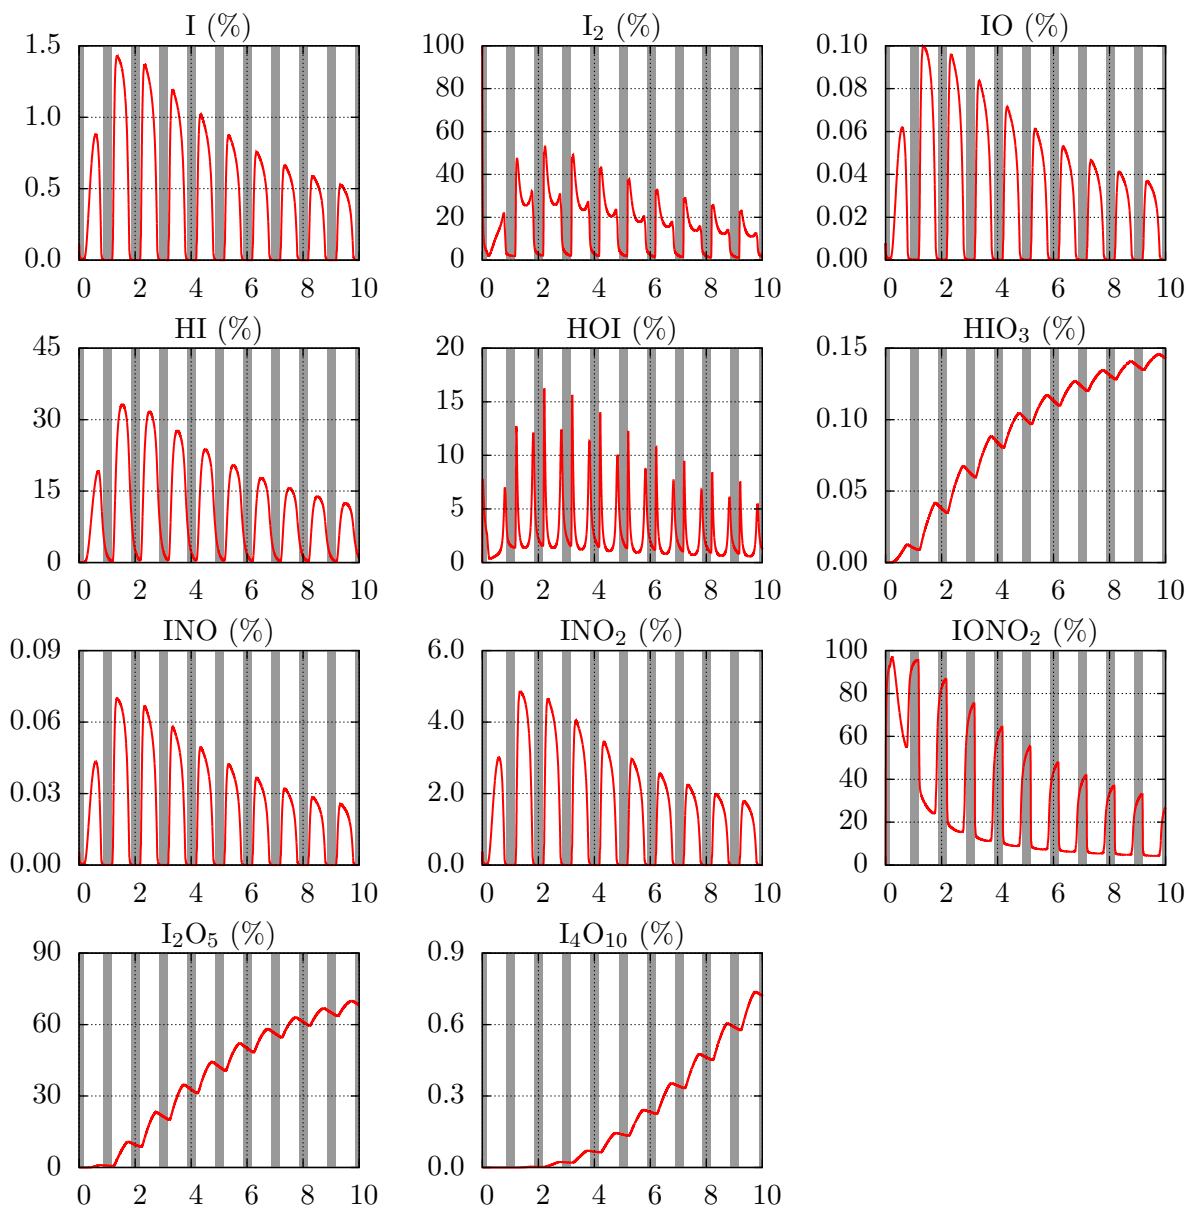 I (%) I₂ (%) IO (%)
1.5 100 0.10
80 0.08
1.0 60 0.06
0.5 40 0.04
20 0.02
0.0 0 0.00
0 2 4 6 8 10 0 2 4 6 8 10 0 2 4 6 8 10
HI (%) HOI (%) HIO₃ (%)
45 20 0.15
30 15 0.10
10
15 5 0.05
0 0 0.00
0 2 4 6 8 10 0 2 4 6 8 10 0 2 4 6 8 10
INO (%) INO₂ (%) IONO₂ (%)
0.09 6.0 100
80
0.06 4.0 60
0.03 2.0 40
20
0.00 0.0 0
0 2 4 6 8 10 0 2 4 6 8 10 0 2 4 6 8 10
I₂O₅ (%) I₄O₁₀ (%)
90 0.9
60 0.6
30 0.3
0 0.0
0 2 4 6 8 10 0 2 4 6 8 10